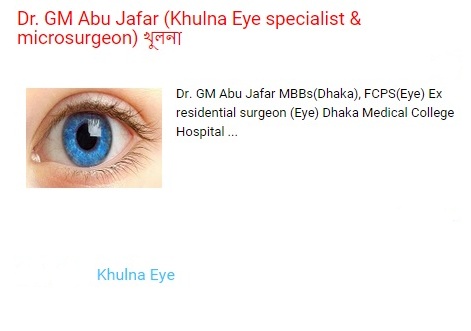 Dr. GM Abu Jafar (Khulna Eye specialist &
microsurgeon) খুলনা
Dr. GM Abu Jafar MBBs(Dhaka), FCPS(Eye) Ex
residential surgeon (Eye) Dhaka Medical College
Hospital ...
Khulna Eye